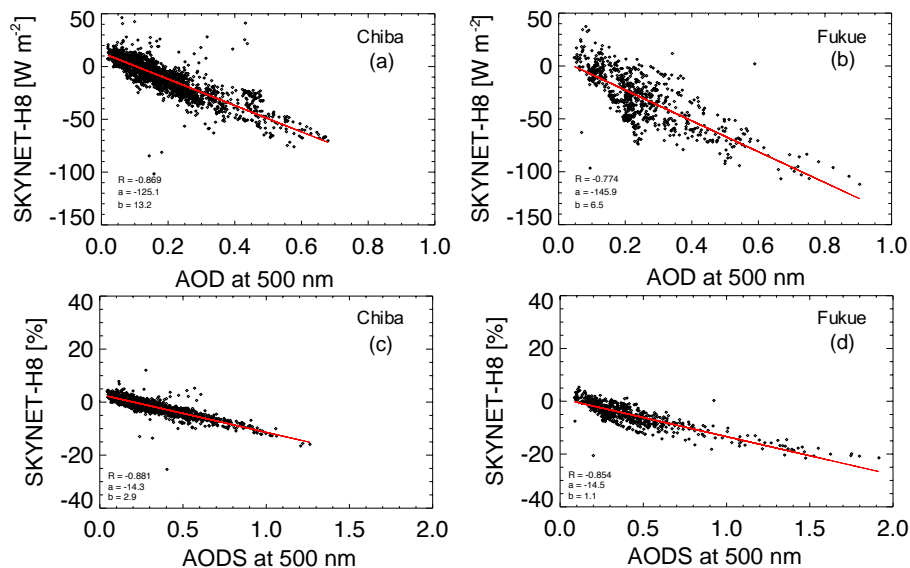 SKYNET-H8 [W m-2]
50
0
-50
-100
-150
Chiba
(a)
R = -0.869
a = -125.1
b = 13.2
0.0 0.2 0.4 0.6 0.8 1.0
AOD at 500 nm
SKYNET-H8 [W m-2]
50
0
-50
-100
-150
Fukue
(b)
R = -0.774
a = -145.9
b = 6.5
0.0 0.2 0.4 0.6 0.8 1.0
AOD at 500 nm
SKYNET-H8 [%]
40
20
0
-20
-40
Chiba
(c)
R = -0.881
a = -14.3
b = 2.9
0.0 0.5 1.0 1.5 2.0
AODS at 500 nm
SKYNET-H8 [%]
40
20
0
-20
-40
Fukue
(d)
R = -0.854
a = -14.5
b = 1.1
0.0 0.5 1.0 1.5 2.0
AODS at 500 nm